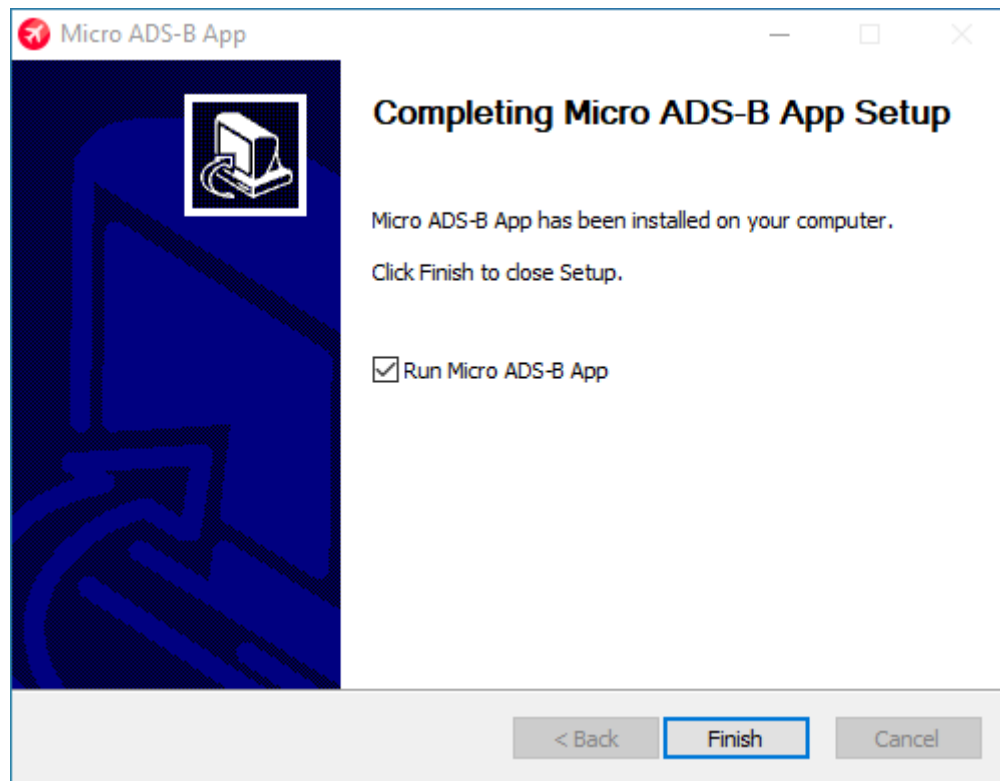 Micro ADS-B App
Completing Micro ADS-B App Setup
Micro ADS-B App has been installed on your computer.
Click Finish to close Setup.
Run Micro ADS-B App
< Back
Finish
Cancel